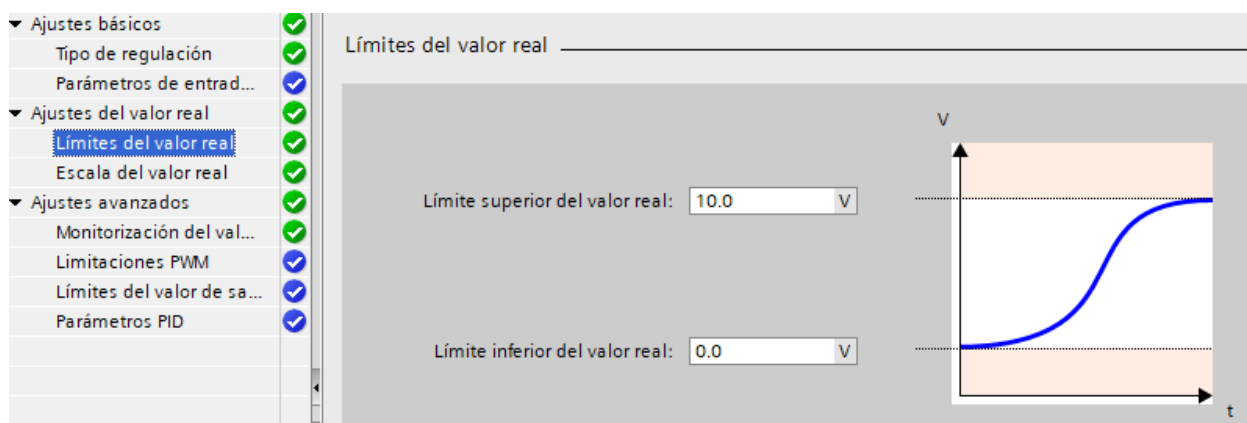 Ajustes básicos
Tipo de regulación
Parámetros de entrad...
Ajustes del valor real
Límites del valor real
Escala del valor real
Ajustes avanzados
Monitorización del val...
Limitaciones PWM
Límites del valor de sa...
Parámetros PID
Límites del valor real
V
Límite superior del valor real: 10.0 V
Límite inferior del valor real: 0.0 V
t